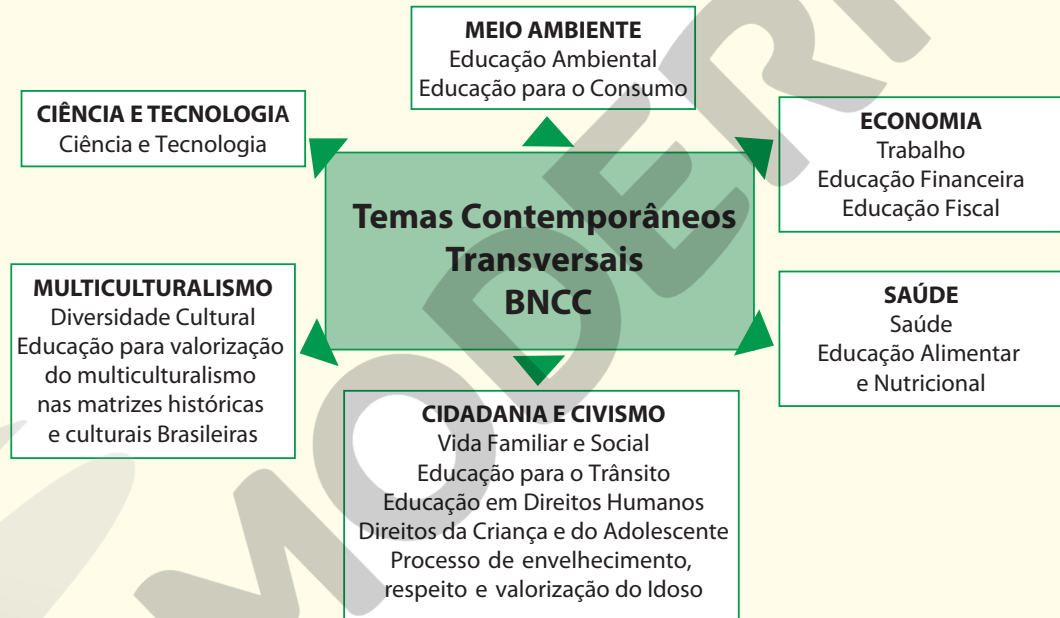 MEIO AMBIENTE
Educação Ambiental
Educação para o Consumo
CIÊNCIA E TECNOLOGIA
Ciência e Tecnologia
ECONOMIA
Trabalho
Educação Financeira
Educação Fiscal
Temas Contemporâneos
Transversais
BNCC
MULTICULTURALISMO
Diversidade Cultural
Educação para valorização
do multiculturalismo
nas matrizes históricas
e culturais Brasileiras
SAÚDE
Saúde
Educação Alimentar
e Nutricional
CIDADANIA E CIVISMO
Vida Familiar e Social
Educação para o Trânsito
Educação em Direitos Humanos
Direitos da Criança e do Adolescente
Processo de envelhecimento,
respeito e valorização do Idoso
MODER